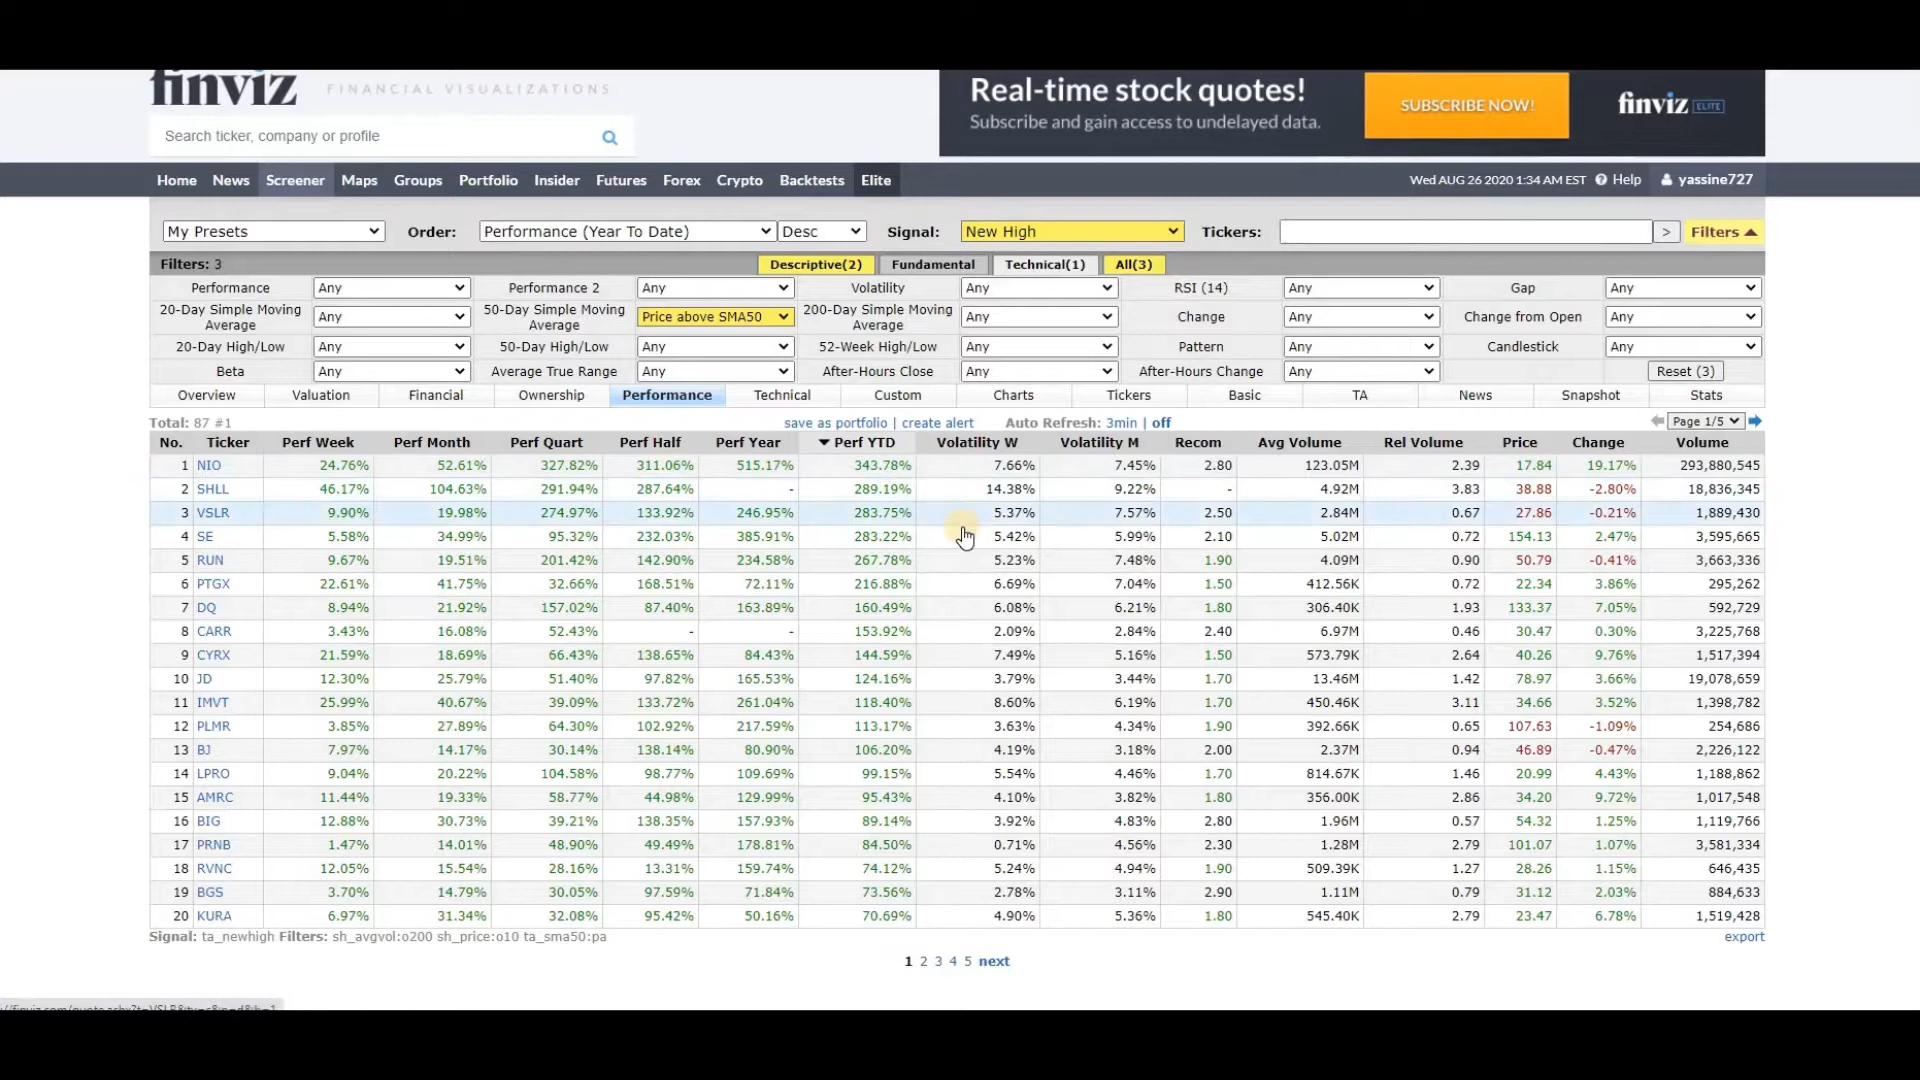 finviz FINANCIAL VISUALIZATIONS
Real-time stock quotes!
Subscribe and gain access to undelayed data.
SUBSCRIBE NOW!
finviz ELITE
Search ticker, company or profile
Home News Screener Maps Groups Portfolio Insider Futures Forex Crypto Backtests Elite Wed AUG 26 2020 1:34 AM EST Help yassine727
My Presets Order: Performance (Year To Date) Desc Signal: New High Tickers: > Filters
Filters: 3 Descriptive(2) Fundamental Technical(1) All(3)
Performance Any Performance 2 Any Volatility Any RSI (14) Any Gap Any
20-Day Simple Moving Average Any 50-Day Simple Moving Average Price above SMA50 200-Day Simple Moving Average Any Change Any Change from Open Any
20-Day High/Low Any 50-Day High/Low Any 52-Week High/Low Any Pattern Any Candlestick Any
Beta Any Average True Range Any After-Hours Close Any After-Hours Change Any Reset (3)
Overview Valuation Financial Ownership Performance Technical Custom Charts Tickers Basic TA News Snapshot Stats
Total: 87 #1 save as portfolio | create alert Auto Refresh: 3min | off Page 1/5
No. Ticker Perf Week Perf Month Perf Quart Perf Half Perf Year Perf YTD Volatility W Volatility M Recom Avg Volume Rel Volume Price Change Volume
1 NIO 24.76% 52.61% 327.82% 311.06% 515.17% 343.78% 7.66% 7.45% 2.80 123.05M 2.39 17.84 19.17% 293,880,545
2 SHLL 46.17% 104.63% 291.94% 287.64% - 289.19% 14.38% 9.22% - 4.92M 3.83 38.88 -2.80% 18,836,345
3 VSLR 9.90% 19.98% 274.97% 133.92% 246.95% 283.75% 5.37% 7.57% 2.50 2.84M 0.67 27.86 -0.21% 1,889,430
4 SE 5.58% 34.99% 95.32% 232.03% 385.91% 283.22% 5.42% 5.99% 2.10 5.02M 0.72 154.13 2.47% 3,595,665
5 RUN 9.67% 19.51% 201.42% 142.90% 234.58% 267.78% 5.23% 7.48% 1.90 4.09M 0.90 50.79 -0.41% 3,663,336
6 PTGX 22.61% 41.75% 32.66% 168.51% 72.11% 216.88% 6.69% 7.04% 1.50 412.56K 0.72 22.34 3.86% 295,262
7 DQ 8.94% 21.92% 157.02% 87.40% 163.89% 160.49% 6.08% 6.21% 1.80 306.40K 1.93 133.37 7.05% 592,729
8 CARR 3.43% 16.08% 52.43% - - 153.92% 2.09% 2.84% 2.40 6.97M 0.46 30.47 0.30% 3,225,768
9 CYRX 21.59% 18.69% 66.43% 138.65% 84.43% 144.59% 7.49% 5.16% 1.50 573.79K 2.64 40.26 9.76% 1,517,394
10 JD 12.30% 25.79% 51.40% 97.82% 165.53% 124.16% 3.79% 3.44% 1.70 13.46M 1.42 78.97 3.66% 19,078,659
11 IMVT 25.99% 40.67% 39.09% 133.72% 261.04% 118.40% 8.60% 6.19% 1.70 450.46K 3.11 34.66 3.52% 1,398,782
12 PLMR 3.85% 27.89% 64.30% 102.92% 217.59% 113.17% 3.63% 4.34% 1.90 392.66K 0.65 107.63 -1.09% 254,686
13 BJ 7.97% 14.17% 30.14% 138.14% 80.90% 106.20% 4.19% 3.18% 2.00 2.37M 0.94 46.89 -0.47% 2,226,122
14 LPRO 9.04% 20.22% 104.58% 98.77% 109.69% 99.15% 5.54% 4.46% 1.70 814.67K 1.46 20.99 4.43% 1,188,862
15 AMRC 11.44% 19.33% 58.77% 44.98% 129.99% 95.43% 4.10% 3.82% 1.80 356.00K 2.86 34.20 9.72% 1,017,548
16 BIG 12.88% 30.73% 39.21% 138.35% 157.93% 89.14% 3.92% 4.83% 2.80 1.96M 0.57 54.32 1.25% 1,119,766
17 PRNB 1.47% 14.01% 48.90% 49.49% 178.81% 84.50% 0.71% 4.56% 2.30 1.28M 2.79 101.07 1.07% 3,581,334
18 RVNC 12.05% 15.54% 28.16% 13.31% 159.74% 74.12% 5.24% 4.94% 1.90 509.39K 1.27 28.26 1.15% 646,435
19 BGS 3.70% 14.79% 30.05% 97.59% 71.84% 73.56% 2.78% 3.11% 2.90 1.11M 0.79 31.12 2.03% 884,633
20 KURA 6.97% 31.34% 32.08% 95.42% 50.16% 70.69% 4.90% 5.36% 1.80 545.40K 2.79 23.47 6.78% 1,519,428
Signal: ta_newhigh Filters: sh_avgvol:o200 sh_price:o10 ta_sma50:pa export
1 2 3 4 5 next